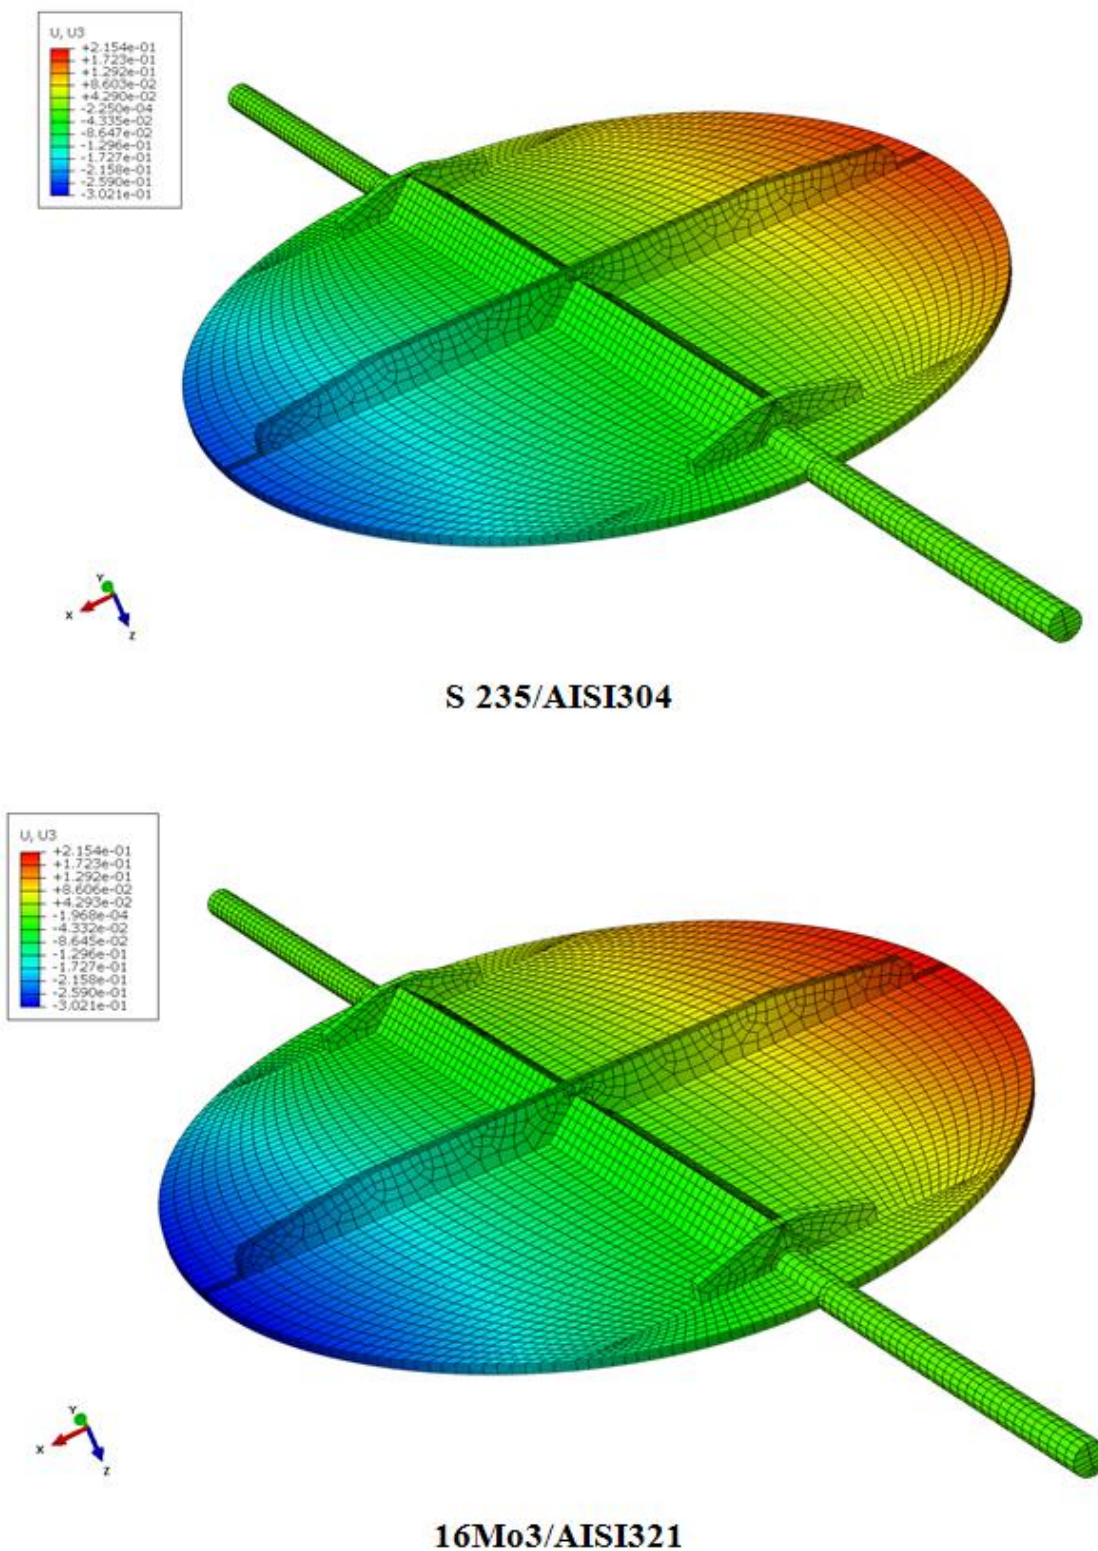 U, U3
+2.154e-01
+1.723e-01
+1.292e-01
+8.603e-02
+4.290e-02
-2.250e-04
-4.335e-02
-8.647e-02
-1.296e-01
-1.727e-01
-2.158e-01
-2.590e-01
-3.021e-01
Y
X
Z
S 235/AISI304
U, U3
+2.154e-01
+1.723e-01
+1.292e-01
+8.606e-02
+4.293e-02
-1.968e-04
-4.332e-02
-8.645e-02
-1.296e-01
-1.727e-01
-2.158e-01
-2.590e-01
-3.021e-01
Y
X
Z
16Mo3/AISI321